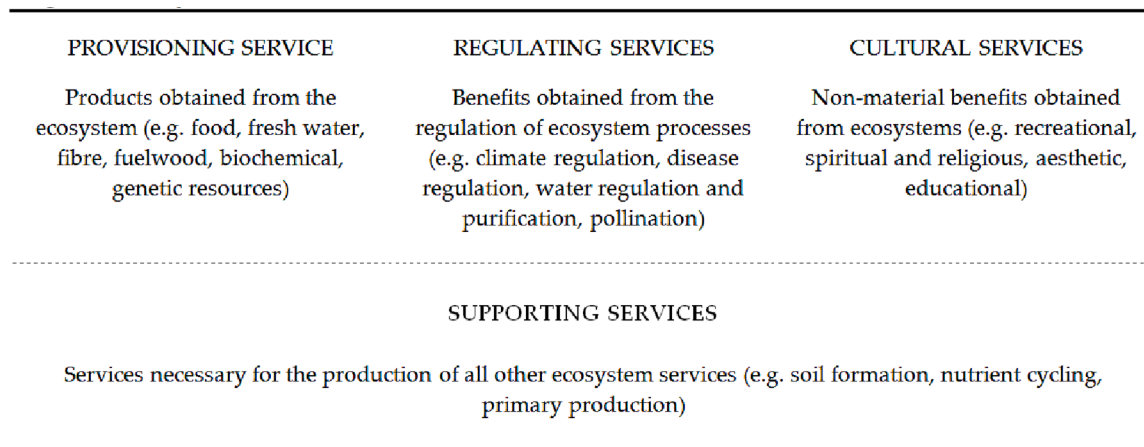 PROVISIONING SERVICE
Products obtained from the
ecosystem (e.g. food, fresh water,
fibre, fuelwood, biochemical,
genetic resources)
REGULATING SERVICES
Benefits obtained from the
regulation of ecosystem processes
(e.g. climate regulation, disease
regulation, water regulation and
purification, pollination)
CULTURAL SERVICES
Non-material benefits obtained
from ecosystems (e.g. recreational,
spiritual and religious, aesthetic,
educational)
SUPPORTING SERVICES
Services necessary for the production of all other ecosystem services (e.g. soil formation, nutrient cycling,
primary production)